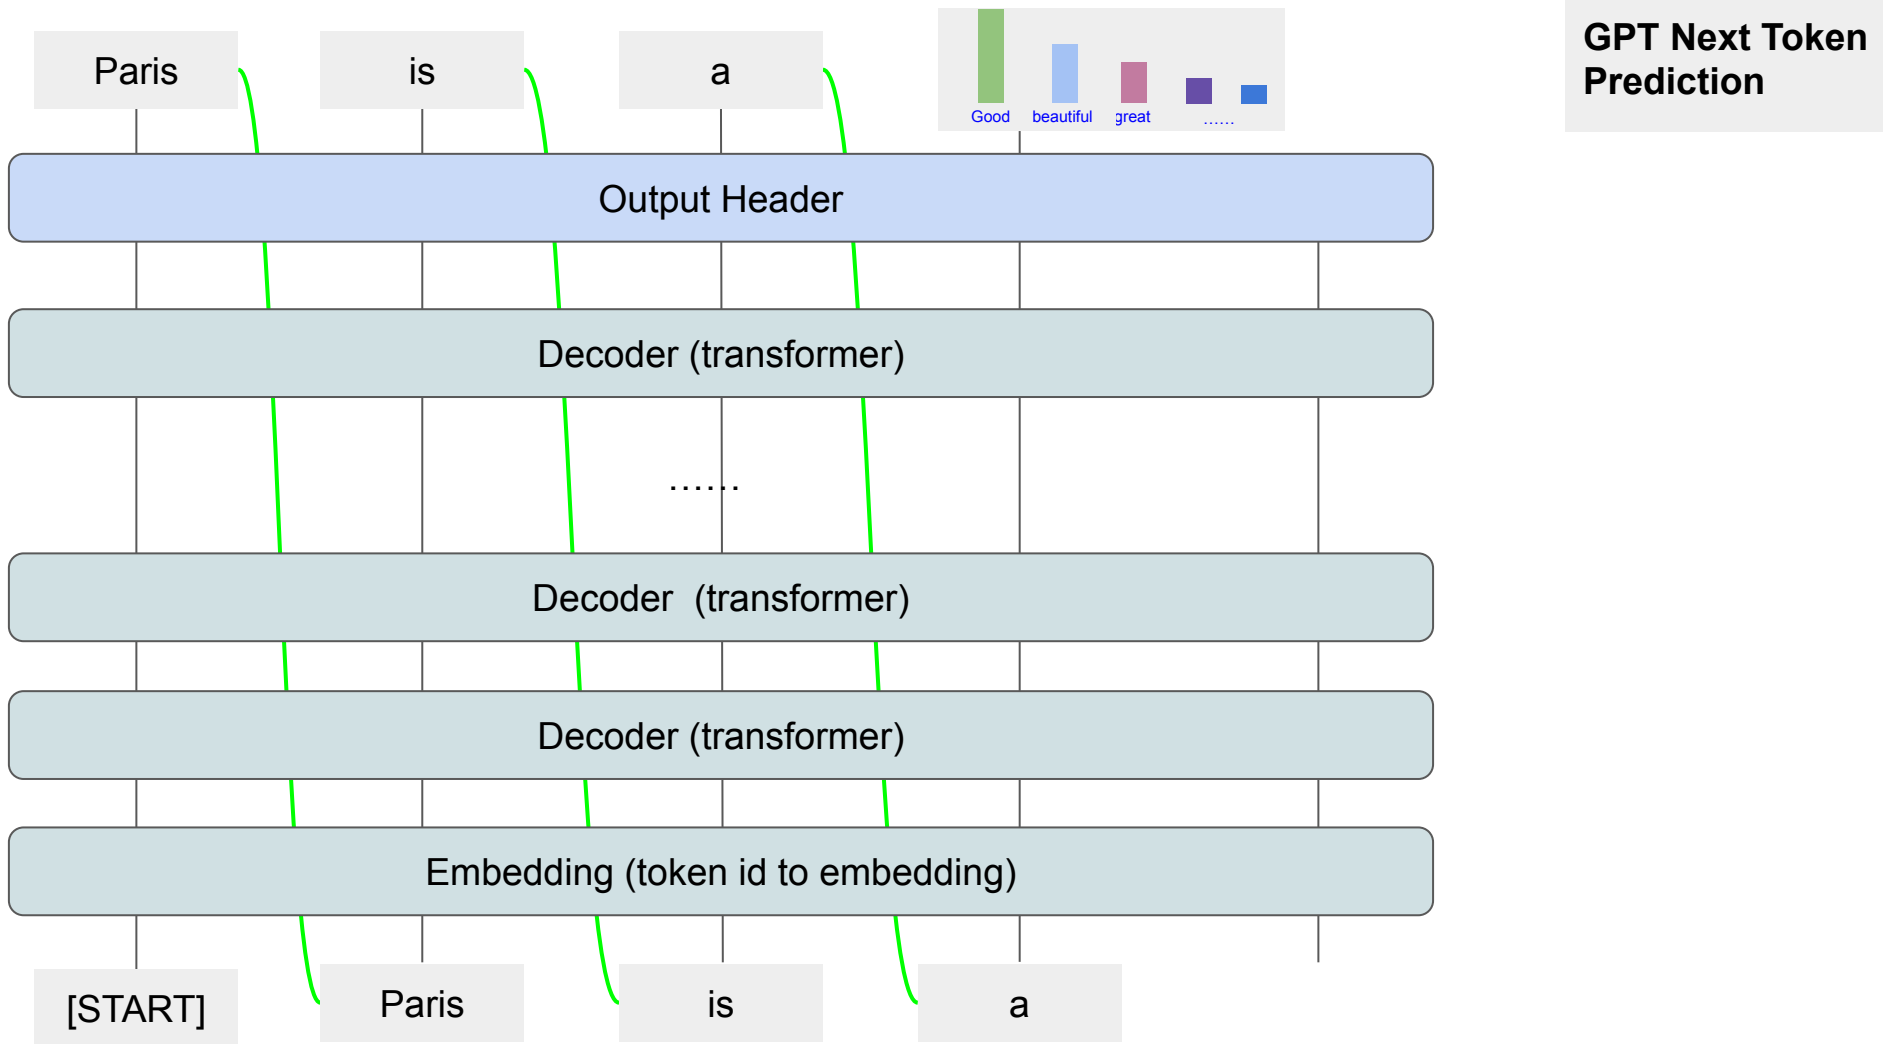 GPT Next Token
Prediction
Paris
is
a
Good
beautiful
great
......
Output Header
Decoder (transformer)
......
Decoder  (transformer)
Decoder (transformer)
Embedding (token id to embedding)
[START]
Paris
is
a